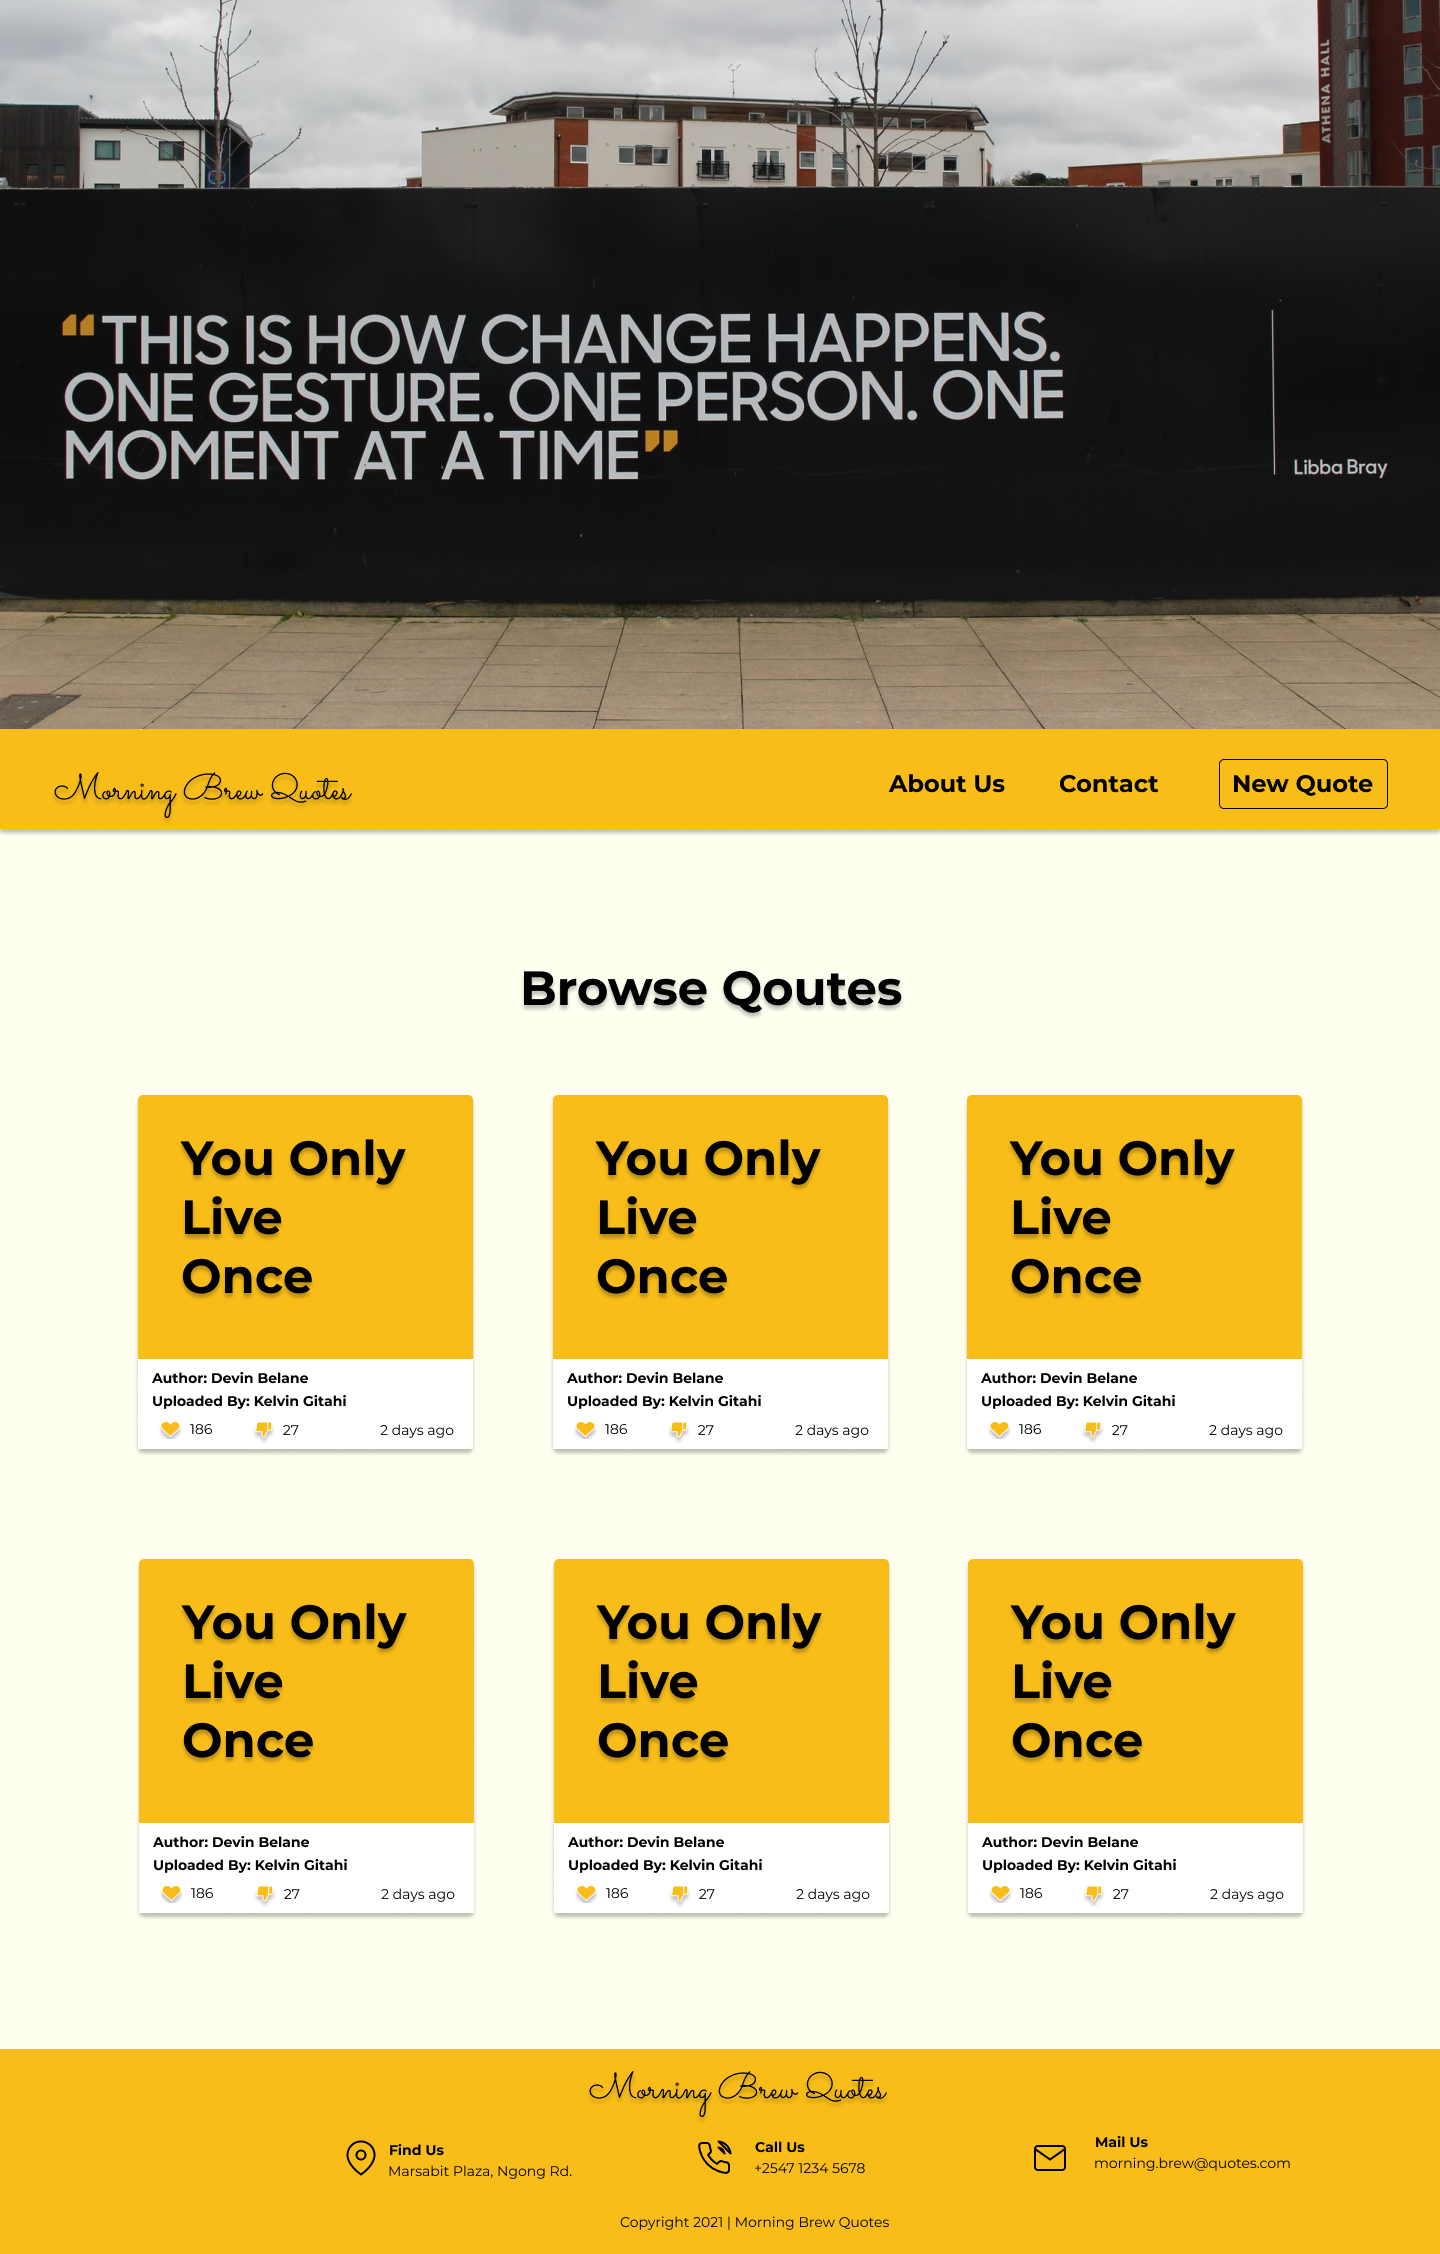 ATHENA HALL
“THIS IS HOW CHANGE HAPPENS.
ONE GESTURE. ONE PERSON. ONE
MOMENT AT A TIME”
Libba Bray
Morning Brew Quotes
About Us
Contact
New Quote
Browse Qoutes
You Only
Live
Once
Author: Devin Belane
Uploaded By: Kelvin Gitahi
186 27 2 days ago
You Only
Live
Once
Author: Devin Belane
Uploaded By: Kelvin Gitahi
186 27 2 days ago
You Only
Live
Once
Author: Devin Belane
Uploaded By: Kelvin Gitahi
186 27 2 days ago
You Only
Live
Once
Author: Devin Belane
Uploaded By: Kelvin Gitahi
186 27 2 days ago
You Only
Live
Once
Author: Devin Belane
Uploaded By: Kelvin Gitahi
186 27 2 days ago
You Only
Live
Once
Author: Devin Belane
Uploaded By: Kelvin Gitahi
186 27 2 days ago
Morning Brew Quotes
Find Us
Marsabit Plaza, Ngong Rd.
Call Us
+2547 1234 5678
Mail Us
morning.brew@quotes.com
Copyright 2021 | Morning Brew Quotes